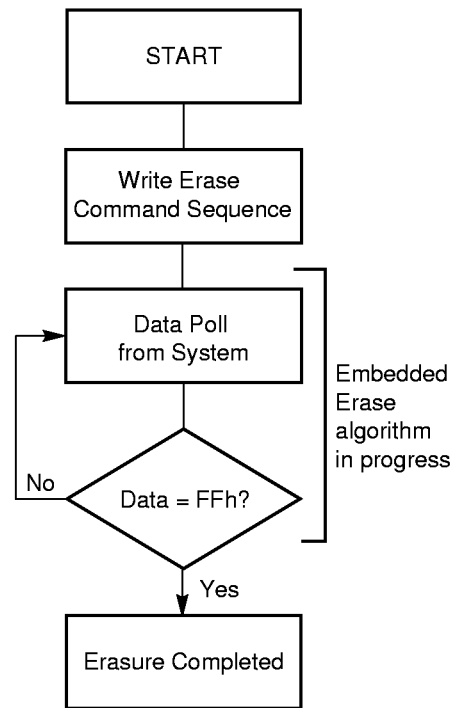 START
Write Erase
Command Sequence
Data Poll
from System
Embedded
Erase
algorithm
in progress
No
Data = FFh?
Yes
Erasure Completed